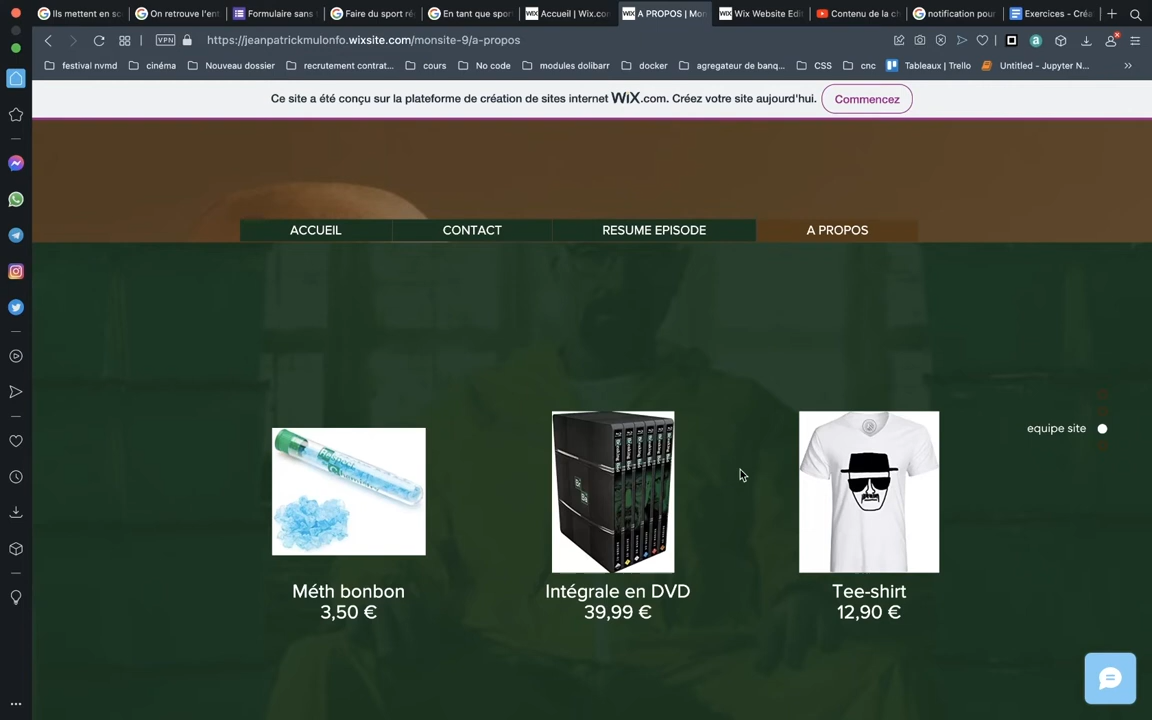 Ils mettent en sc
On retrouve l'ent
Formulaire sans
Faire du sport ré
En tant que spor
Accueil | Wix.co
A PROPOS | Mon
Wix Website Edi
Contenu de la ch
notification pour
Exercices - Créa
VPN https://jeanpatrickmulonfo.wixsite.com/monsite-9/a-propos
festival nvmd cinéma Nouveau dossier recrutement contrat... cours No code modules dolibarr docker agregateur de banq... CSS cnc Tableaux | Trello Untitled - Jupyter N...
Ce site a été conçu sur la plateforme de création de sites internet WIX.com. Créez votre site aujourd'hui. Commencez
ACCUEIL CONTACT RESUME EPISODE A PROPOS
equipe site
Méth bonbon
3,50 €
Intégrale en DVD
39,99 €
Tee-shirt
12,90 €